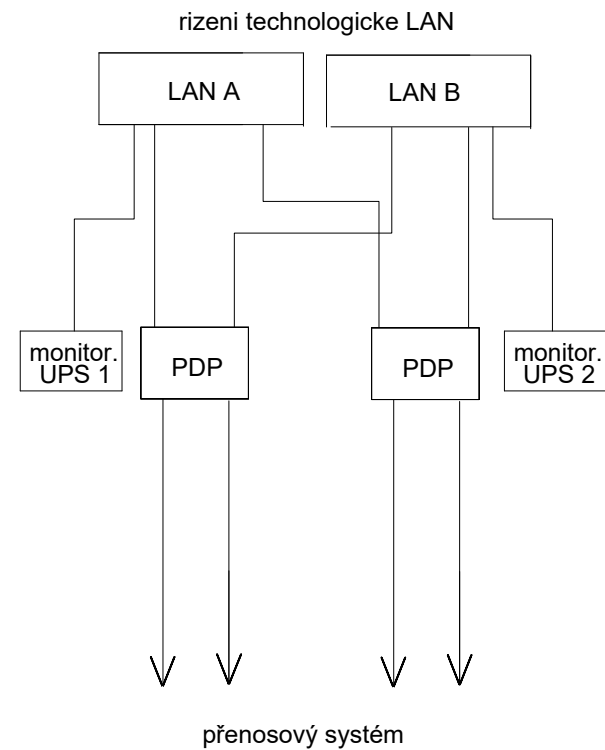 rizeni technologicke LAN
LAN A
LAN B
monitor.
UPS 1
PDP
PDP
monitor.
UPS 2
přenosový systém